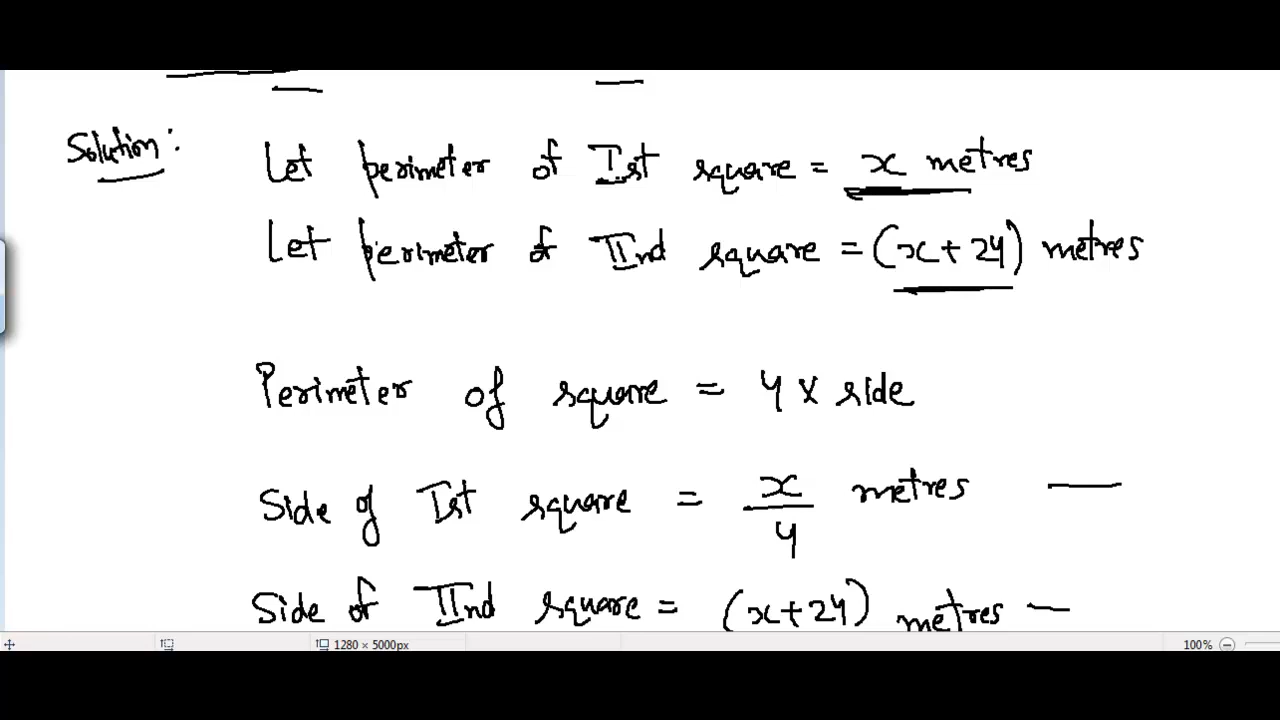 Solution:
Let perimeter of Ist square = x metres
Let perimeter of IInd square = (x+24) metres
Perimeter of square = 4 x side
Side of Ist square = x/4 metres
Side of IInd square = (x+24) metres
1280 × 5000px
100%